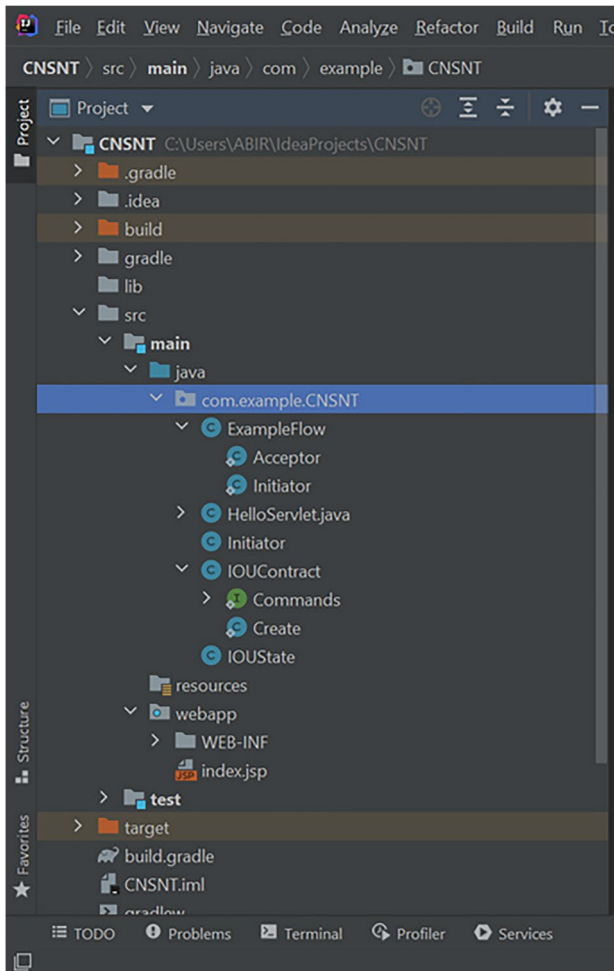 File Edit View Navigate Code Analyze Refactor Build Run To
CNSNT 〉 src 〉 main 〉 java 〉 com 〉 example 〉 CNSNT
Project
Project
CNSNT C:\Users\ABIR\IdeaProjects\CNSNT
.gradle
.idea
build
gradle
lib
src
main
java
com.example.CNSNT
ExampleFlow
Acceptor
Initiator
HelloServlet.java
Initiator
IOUContract
Commands
Create
IOUState
resources
webapp
WEB-INF
index.jsp
test
target
build.gradle
CNSNT.iml
gradlew
Structure
Favorites
TODO Problems Terminal Profiler Services